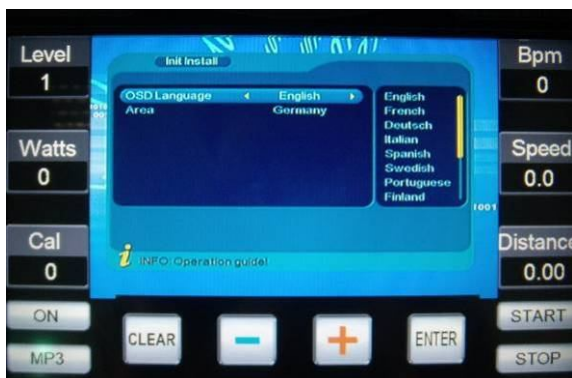 Level
1
Watts
0
Cal
0
Init Install
OSD Language English
Area Germany
English
French
Deutsch
Italian
Spanish
Swedish
Portuguese
Finland
1001
INFO: Operation guide!
Bpm
0
Speed
0.0
Distance
0.00
ON
MP3
CLEAR
−
+
ENTER
START
STOP